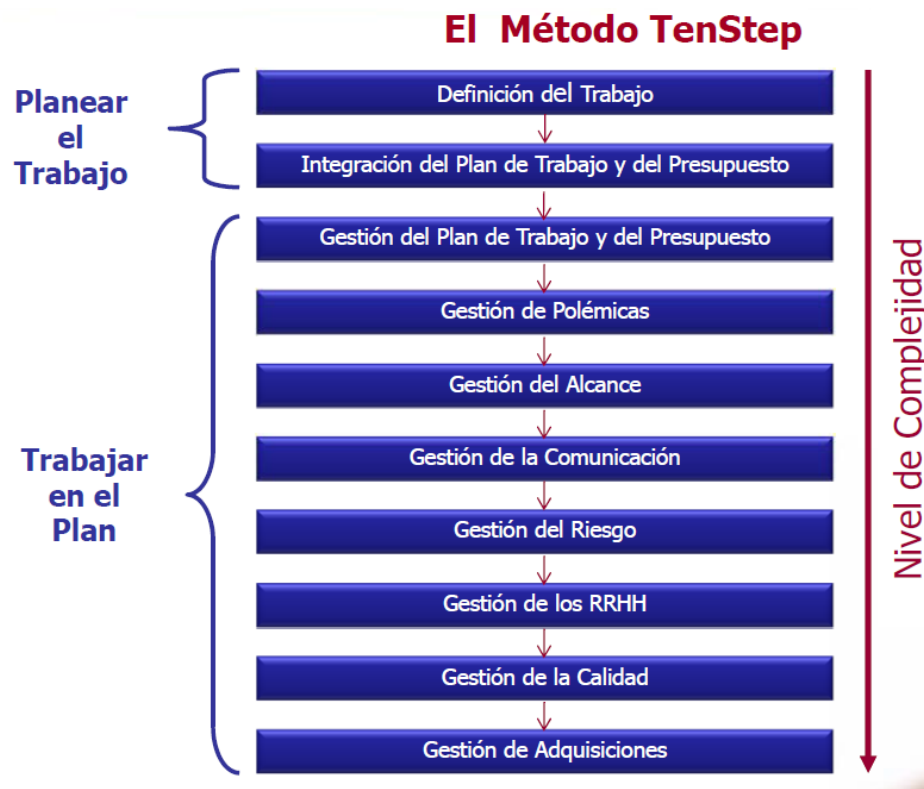 El Método TenStep
Planear
el
Trabajo
Definición del Trabajo
Integración del Plan de Trabajo y del Presupuesto
Trabajar
en el
Plan
Gestión del Plan de Trabajo y del Presupuesto
Gestión de Polémicas
Gestión del Alcance
Gestión de la Comunicación
Gestión del Riesgo
Gestión de los RRHH
Gestión de la Calidad
Gestión de Adquisiciones
Nivel de Complejidad